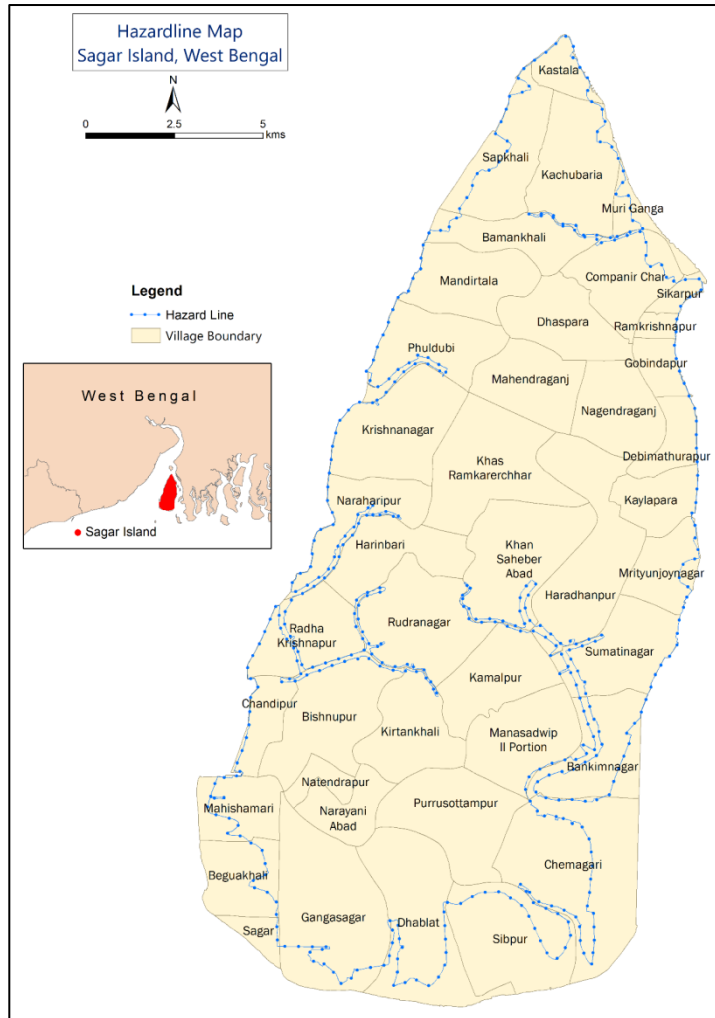 Hazardline Map
Sagar Island, West Bengal
N
0 2.5 5
kms
Legend
Hazard Line
Village Boundary
West Bengal
Sagar Island
Kastala
Sapkhali
Kachubaria
Muri Ganga
Bamankhali
Mandirtala
Companir Char
Sikarpur
Dhaspara
Ramkrishnapur
Phuldubi
Gobindapur
Mahendraganj
Nagendraganj
Krishnanagar
Debimathurapur
Khas
Ramkarerchhar
Naraharipur
Kaylapara
Harinbari
Khan
Saheber
Abad
Mrityunjoynagar
Haradhanpur
Radha
Krishnapur
Rudranagar
Sumatinagar
Kamalpur
Chandipur
Bishnupur
Kirtankhali
Manasadwip
II Portion
Bankimnagar
Natendrapur
Mahishamari
Narayani
Abad
Purrusottampur
Chemagari
Beguakhali
Gangasagar
Dhablat
Sagar
Sibpur